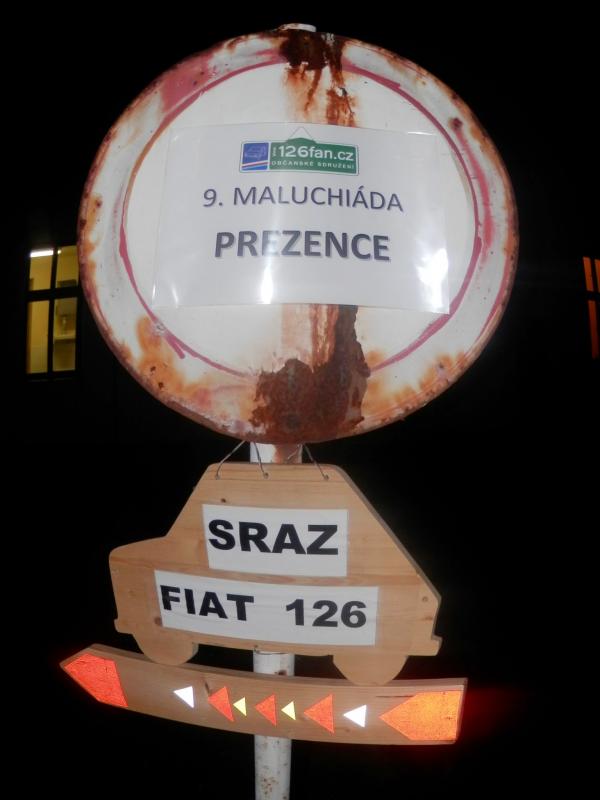 126fan.cz
OBČANSKÉ SDRUŽENÍ
9. MALUCHIÁDA
PREZENCE
SRAZ
FIAT 126